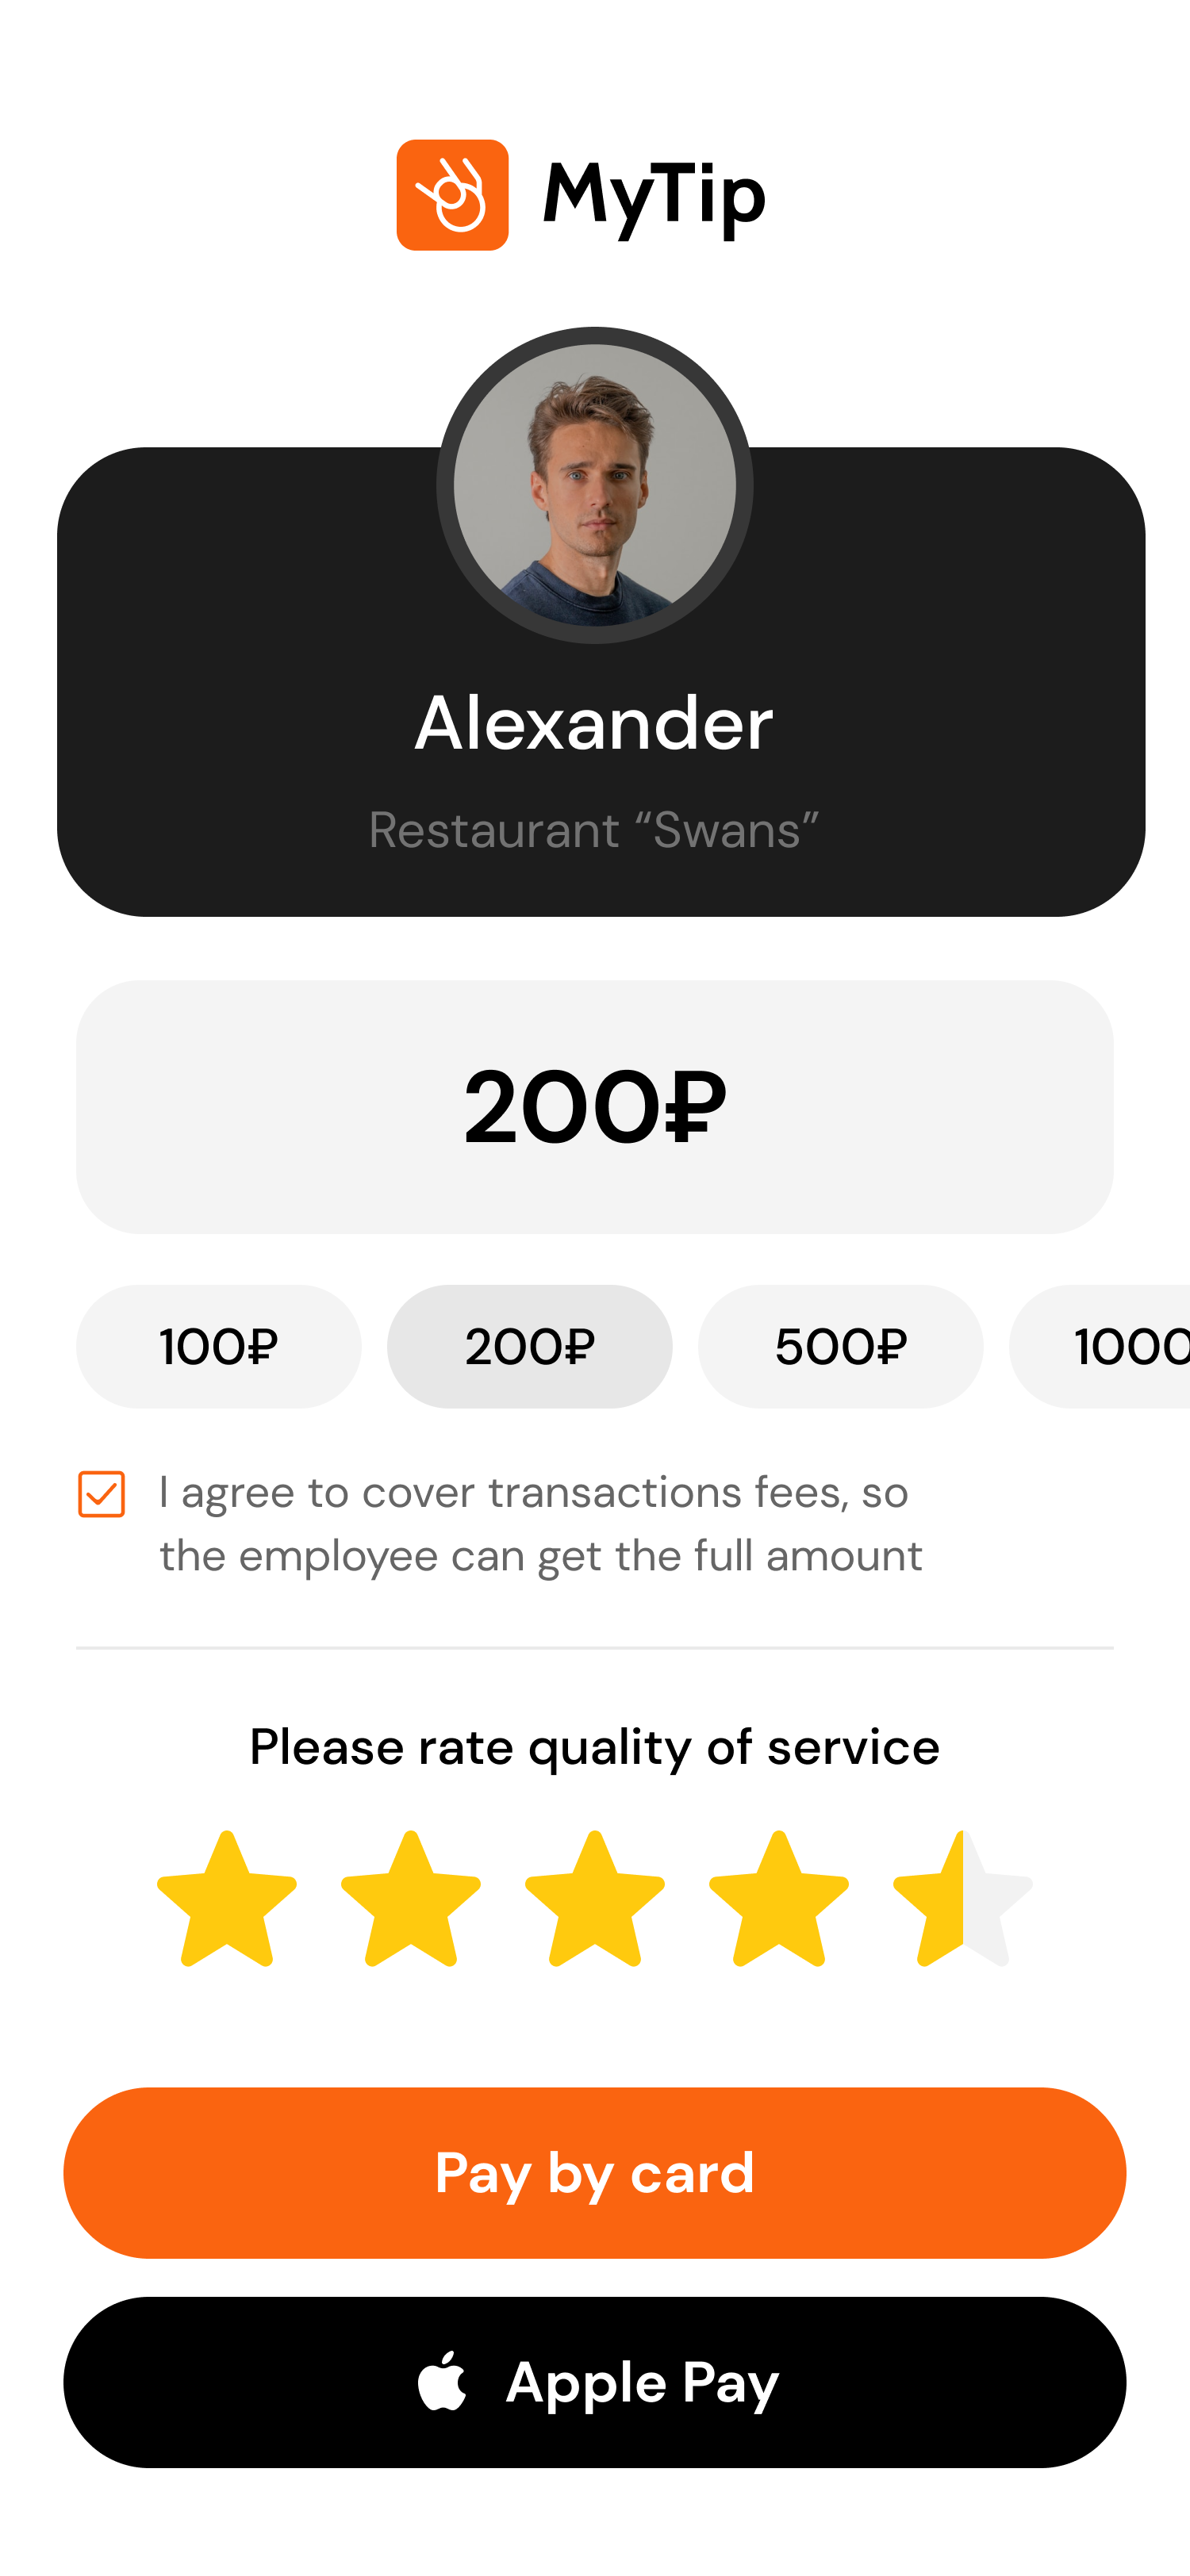 MyTip
Alexander
Restaurant “Swans”
200₽
100₽ 200₽ 500₽ 1000
I agree to cover transactions fees, so
the employee can get the full amount
Please rate quality of service
Pay by card
Apple Pay